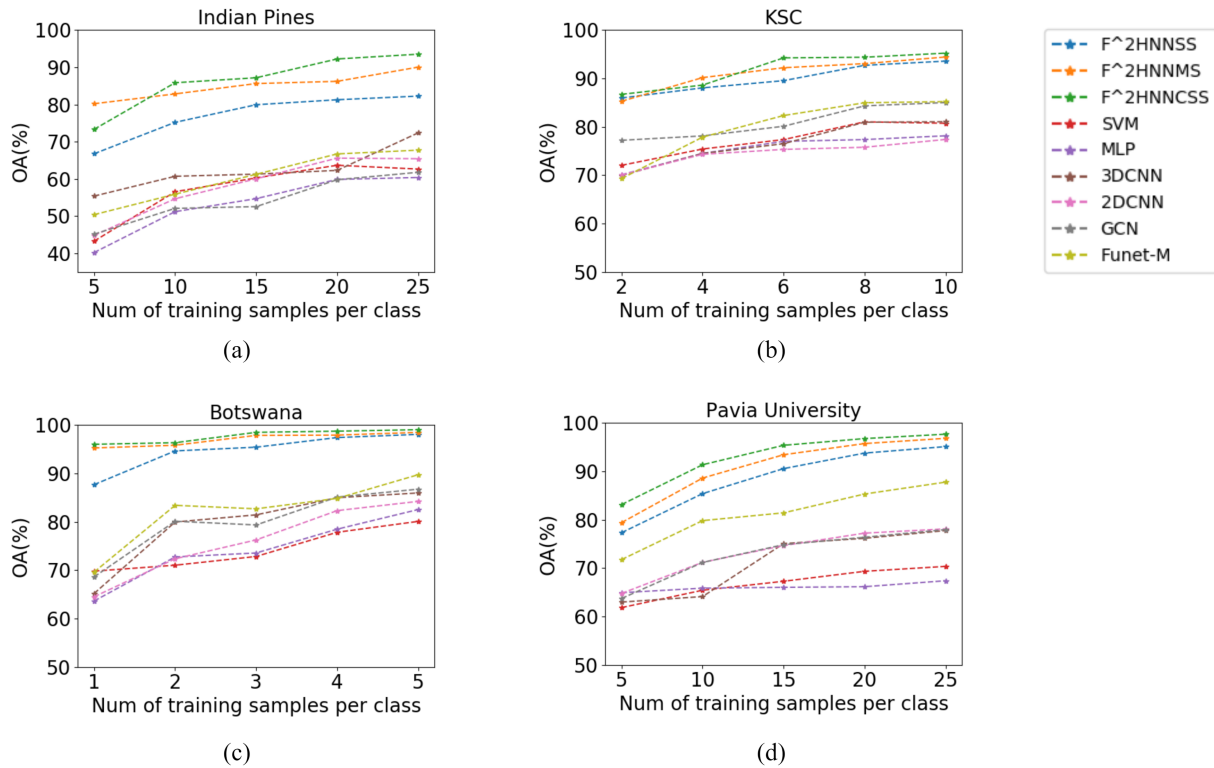 Indian Pines
100
90
80
70
60
50
40
OA(%)
5 10 15 20 25
Num of training samples per class
(a)
KSC
100
90
80
70
60
50
OA(%)
2 4 6 8 10
Num of training samples per class
(b)
F^2HNNSS
F^2HNNMS
F^2HNNCSS
SVM
MLP
3DCNN
2DCNN
GCN
Funet-M
Botswana
100
90
80
70
60
50
OA(%)
1 2 3 4 5
Num of training samples per class
(c)
Pavia University
100
90
80
70
60
50
OA(%)
5 10 15 20 25
Num of training samples per class
(d)